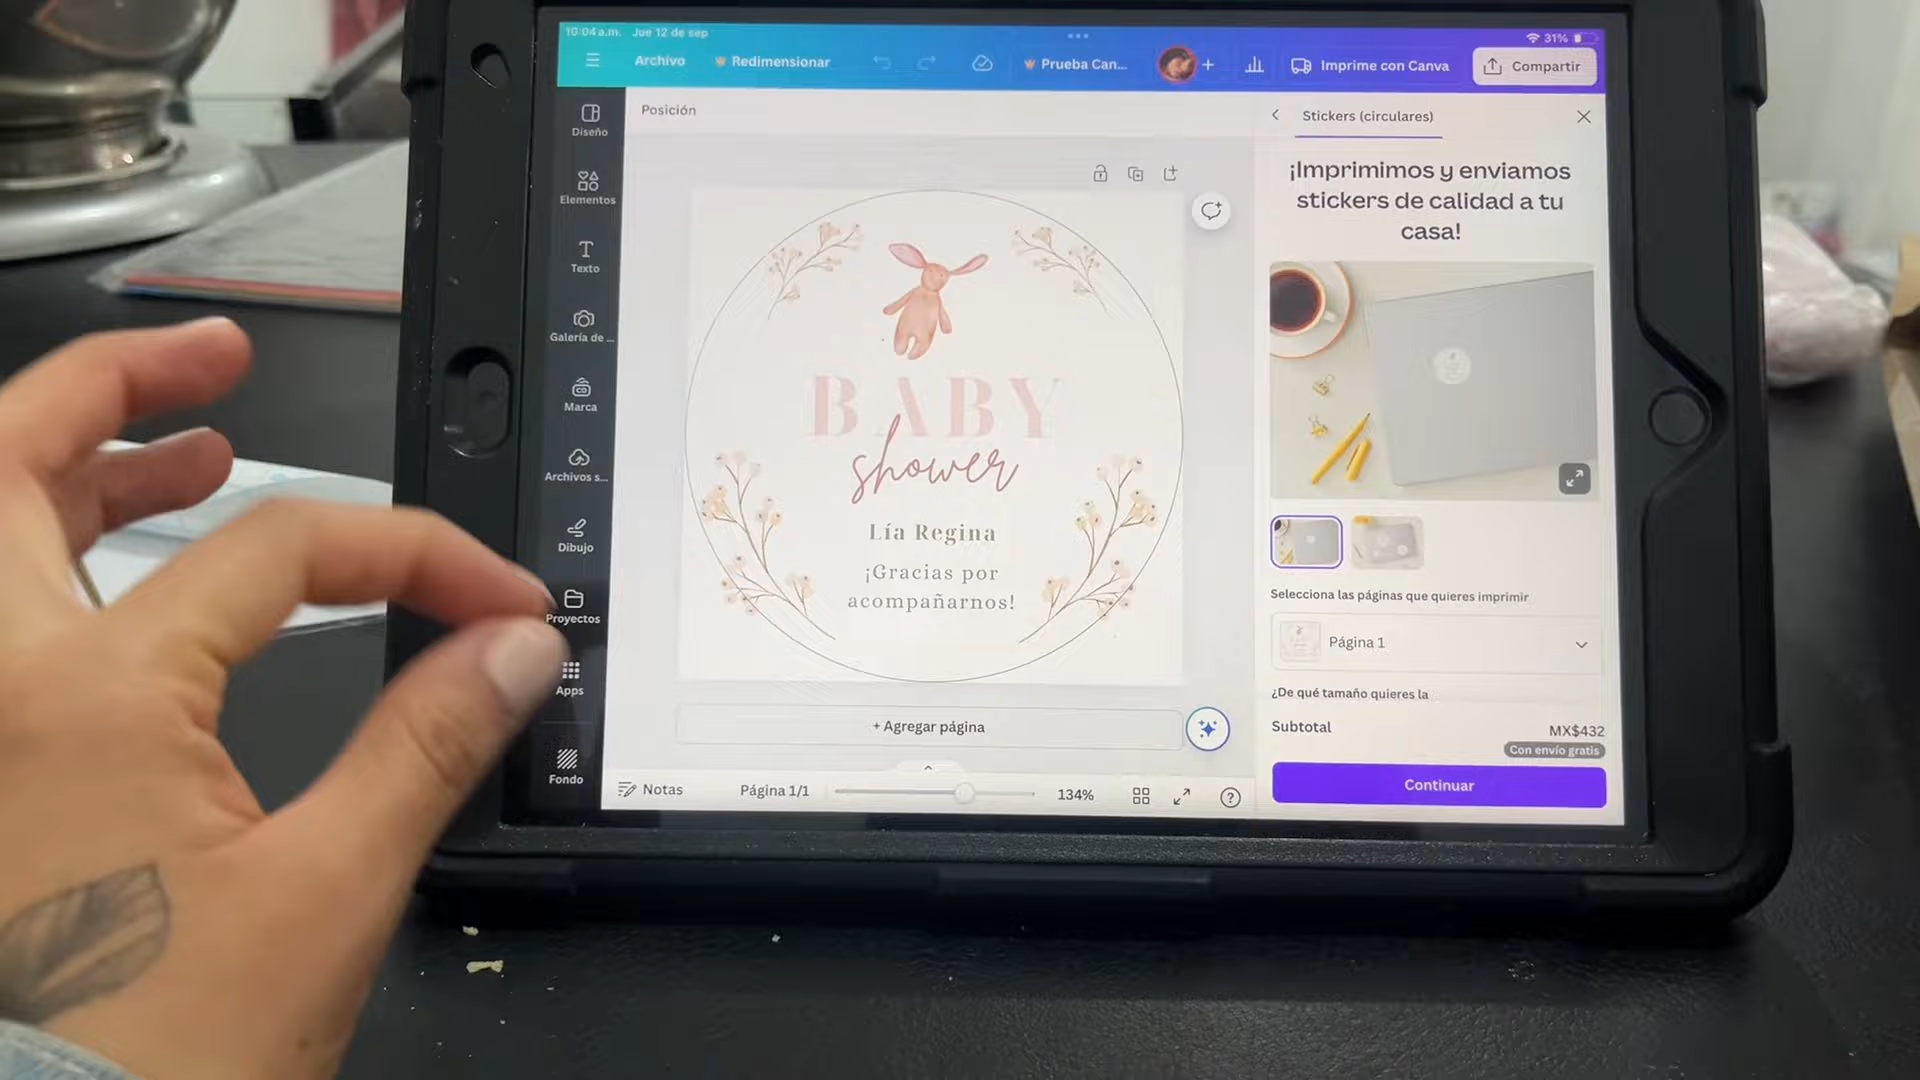 10:04 a.m. Jue 12 de sep
31%
Archivo
Redimensionar
Prueba Can...
Imprime con Canva
Compartir
Diseño
Elementos
Texto
Galería de ...
Marca
Archivos s...
Dibujo
Proyectos
Apps
Fondo
Posición
BABY
shower
Lía Regina
¡Gracias por
acompañarnos!
+ Agregar página
Notas
Página 1/1
134%
Stickers (circulares)
¡Imprimimos y enviamos
stickers de calidad a tu
casa!
Selecciona las páginas que quieres imprimir
Página 1
¿De qué tamaño quieres la
Subtotal
MX$432
Con envío gratis
Continuar